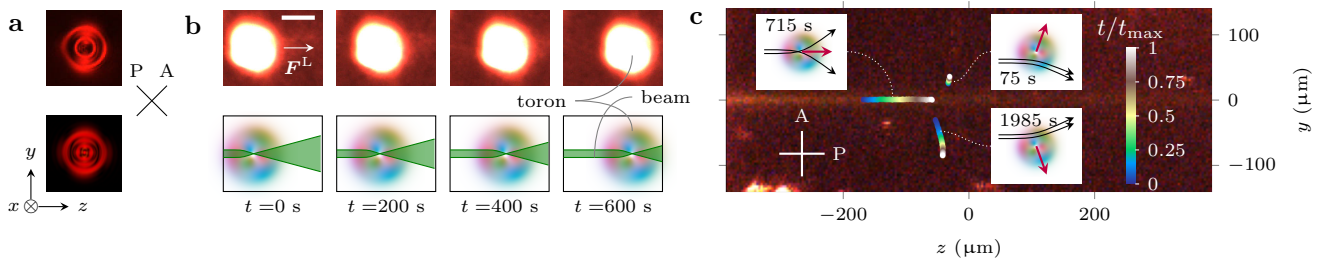 a
P A
y
x z
b
F^L
toron
beam
t =0 s
t =200 s
t =400 s
t =600 s
c
715 s
75 s
1985 s
A
P
t/t_max
1
0.75
0.5
0.25
0
100
0
−100
y (μm)
−200 0 200
z (μm)